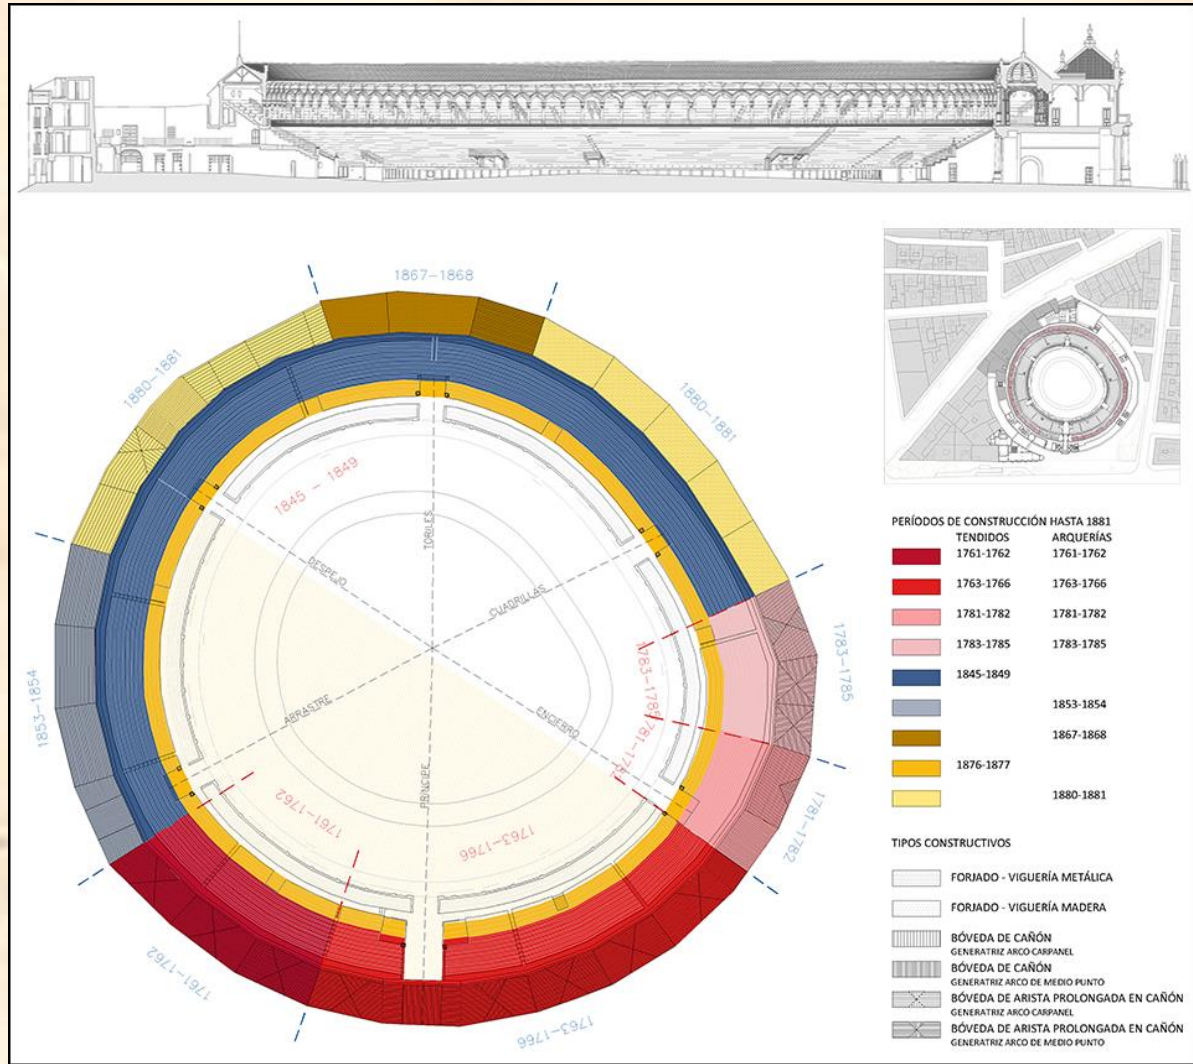 1867-1868
1880-1881
1880-1881
1845 - 1849
TORILES
DESPEJO
CUADRILLAS
1783-1785
1783-1785
1853-1854
ABRASTRE
ENCIERRO
1781-1782
PRINCIPE
1761-1762
1763-1766
1781-1782
1761-1762
1763-1766
PERÍODOS DE CONSTRUCCIÓN HASTA 1881
TENDIDOS ARQUERÍAS
1761-1762 1761-1762
1763-1766 1763-1766
1781-1782 1781-1782
1783-1785 1783-1785
1845-1849
1853-1854
1867-1868
1876-1877
1880-1881
TIPOS CONSTRUCTIVOS
FORJADO - VIGUERÍA METÁLICA
FORJADO - VIGUERÍA MADERA
BÓVEDA DE CAÑÓN
GENERATRIZ ARCO CARPANEL
BÓVEDA DE CAÑÓN
GENERATRIZ ARCO DE MEDIO PUNTO
BÓVEDA DE ARISTA PROLONGADA EN CAÑÓN
GENERATRIZ ARCO CARPANEL
BÓVEDA DE ARISTA PROLONGADA EN CAÑÓN
GENERATRIZ ARCO DE MEDIO PUNTO